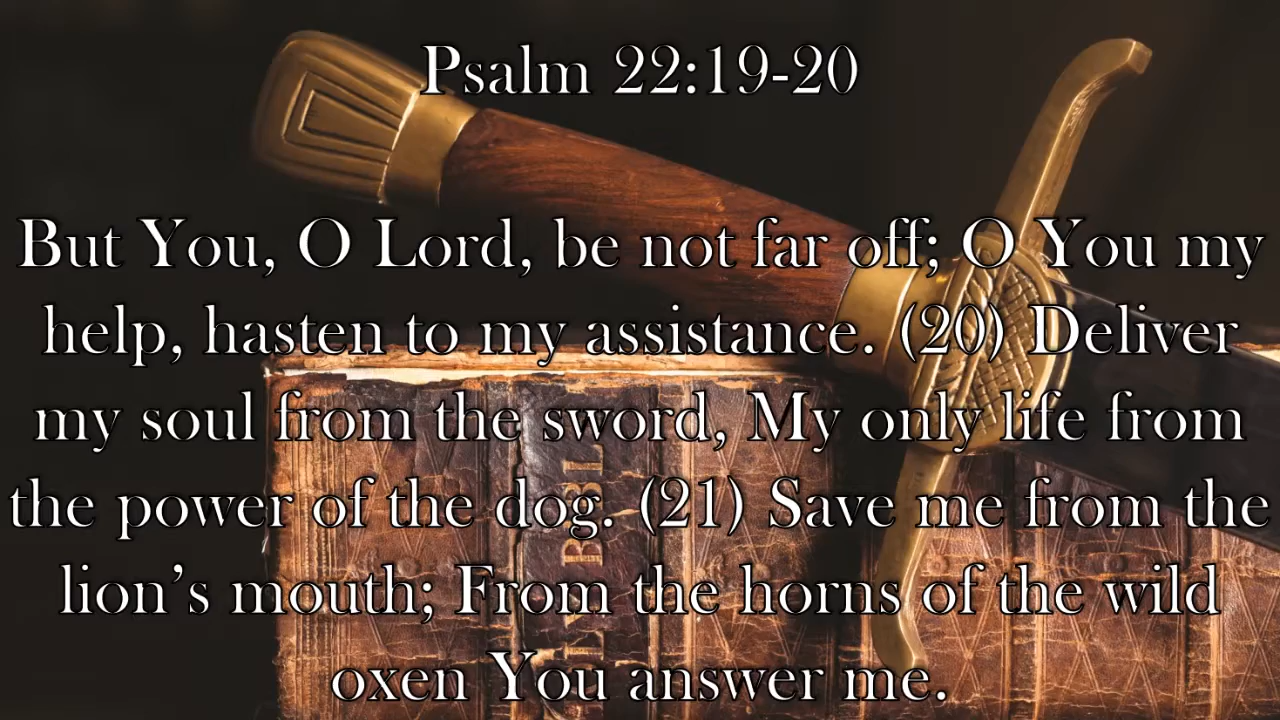 Psalm 22:19-20
But You, O Lord, be not far off; O You my
help, hasten to my assistance. (20) Deliver
my soul from the sword, My only life from
the power of the dog. (21) Save me from the
lion’s mouth; From the horns of the wild
oxen You answer me.